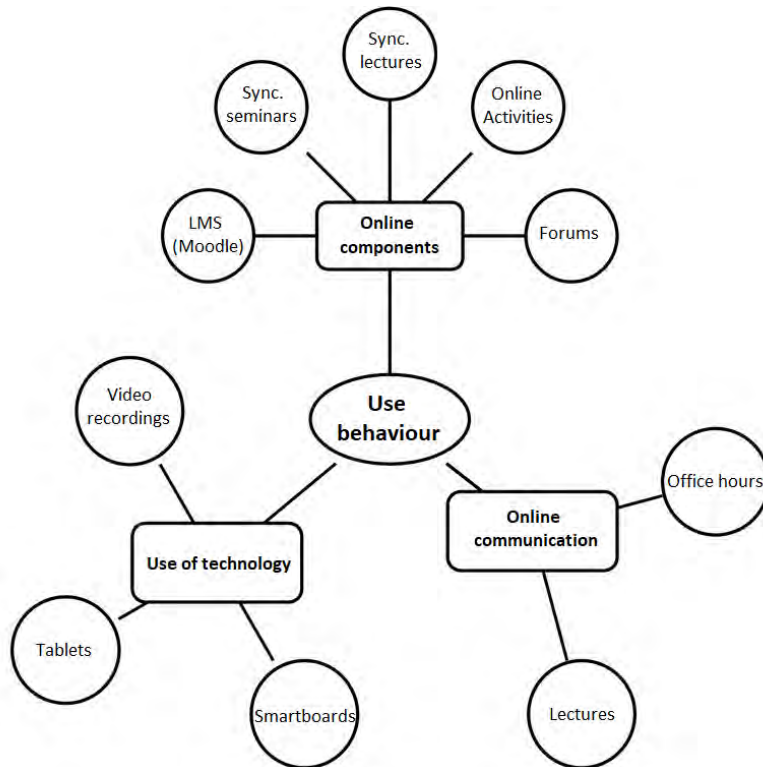 Sync.
lectures
Sync.
seminars
Online
Activities
LMS
(Moodle)
Online
components
Forums
Video
recordings
Use
behaviour
Office hours
Online
communication
Use of technology
Tablets
Smartboards
Lectures